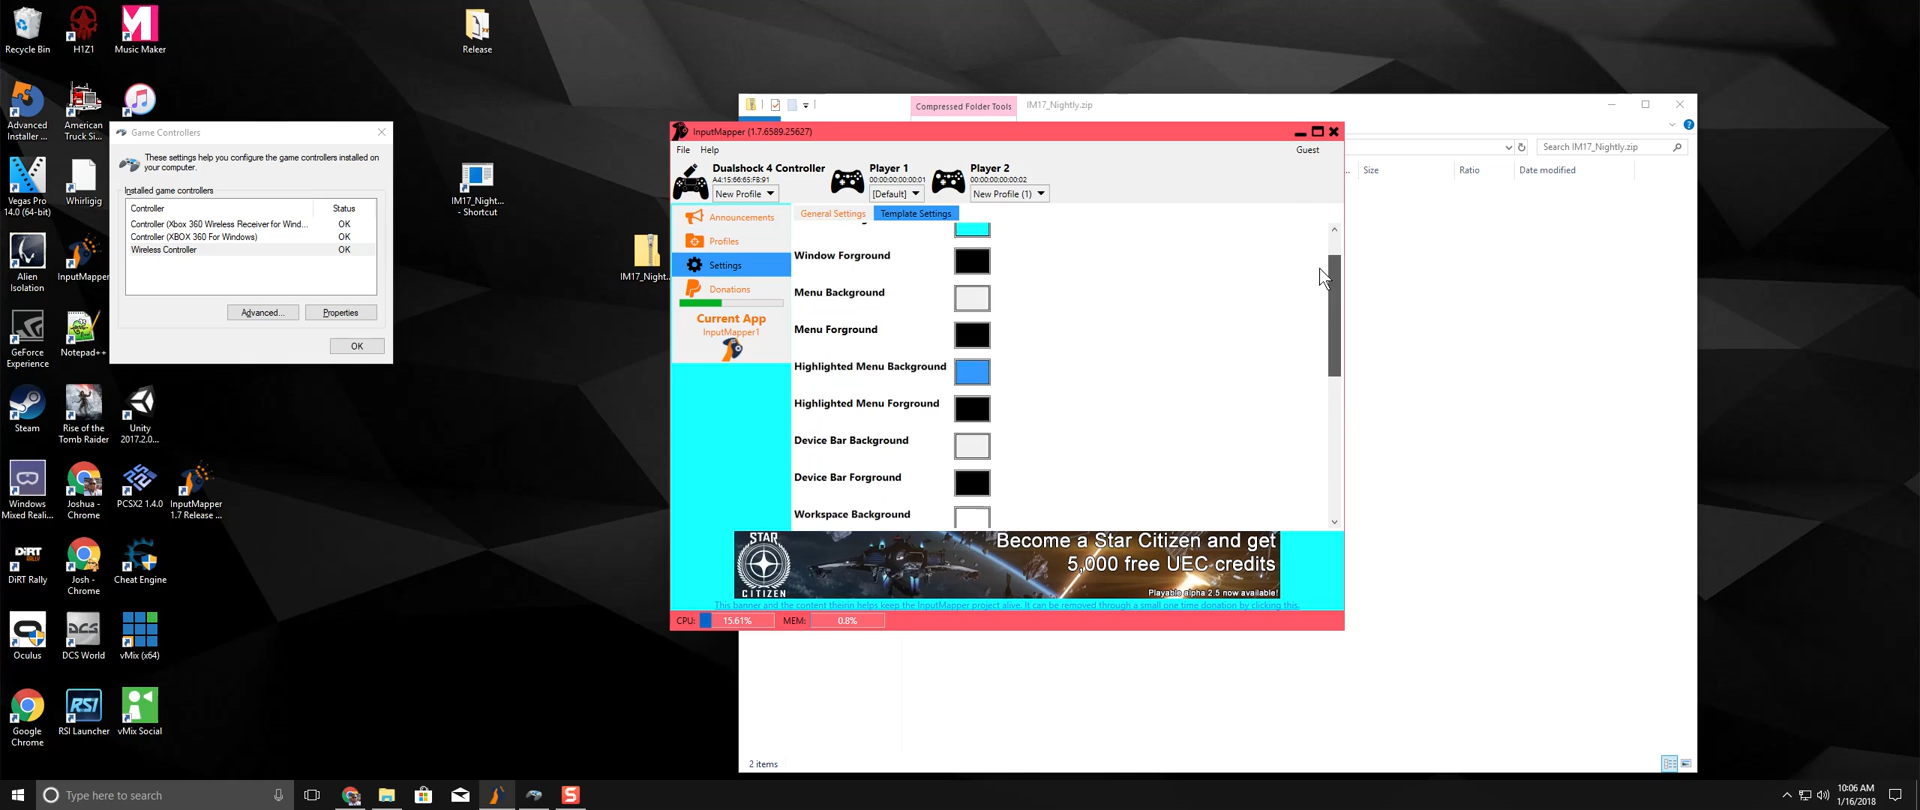 Recycle Bin
H1Z1
Music Maker
Release
Advanced
Installer ...
American
Truck Si...
Vegas Pro
14.0 (64-bit)
Whirligig
Alien
Isolation
InputMapper
GeForce
Experience
Notepad++
Steam
Rise of the
Tomb Raider
Unity
2017.2.0...
Windows
Mixed Reali...
Joshua -
Chrome
PCSX2 1.4.0
InputMapper
1.7 Release ...
DiRT Rally
Josh -
Chrome
Cheat Engine
Oculus
DCS World
vMix (x64)
Google
Chrome
RSI Launcher
vMix Social
IM17_Night...
- Shortcut
IM17_Night...
Game Controllers
These settings help you configure the game controllers installed on
your computer.
Installed game controllers
Controller
Status
Controller (Xbox 360 Wireless Receiver for Wind...
OK
Controller (XBOX 360 For Windows)
OK
Wireless Controller
OK
Advanced...
Properties
OK
Compressed Folder Tools
IM17_Nightly.zip
Search IM17_Nightly.zip
Size
Ratio
Date modified
2 items
InputMapper (1.7.6589.25627)
File
Help
Guest
Dualshock 4 Controller
A4:15:66:65:FB:91
New Profile
Player 1
00:00:00:00:00:01
[Default]
Player 2
00:00:00:00:00:02
New Profile (1)
Announcements
Profiles
Settings
Donations
Current App
InputMapper1
General Settings
Template Settings
Window Forground
Menu Background
Menu Forground
Highlighted Menu Background
Highlighted Menu Forground
Device Bar Background
Device Bar Forground
Workspace Background
STAR
CITIZEN
Become a Star Citizen and get
5,000 free UEC credits
Playable alpha 2.5 now available!
This banner and the content theirin helps keep the InputMapper project alive. It can be removed through a small one time donation by clicking this.
CPU:
15.61%
MEM:
0.8%
Type here to search
10:06 AM
1/16/2018